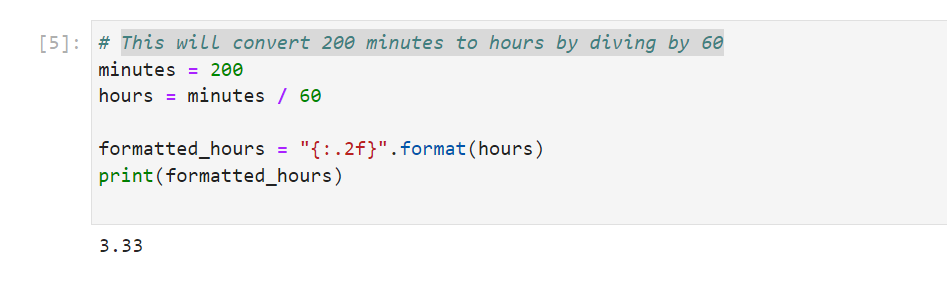 [5]: # This will convert 200 minutes to hours by diving by 60
minutes = 200
hours = minutes / 60
formatted_hours = "{:.2f}".format(hours)
print(formatted_hours)
3.33